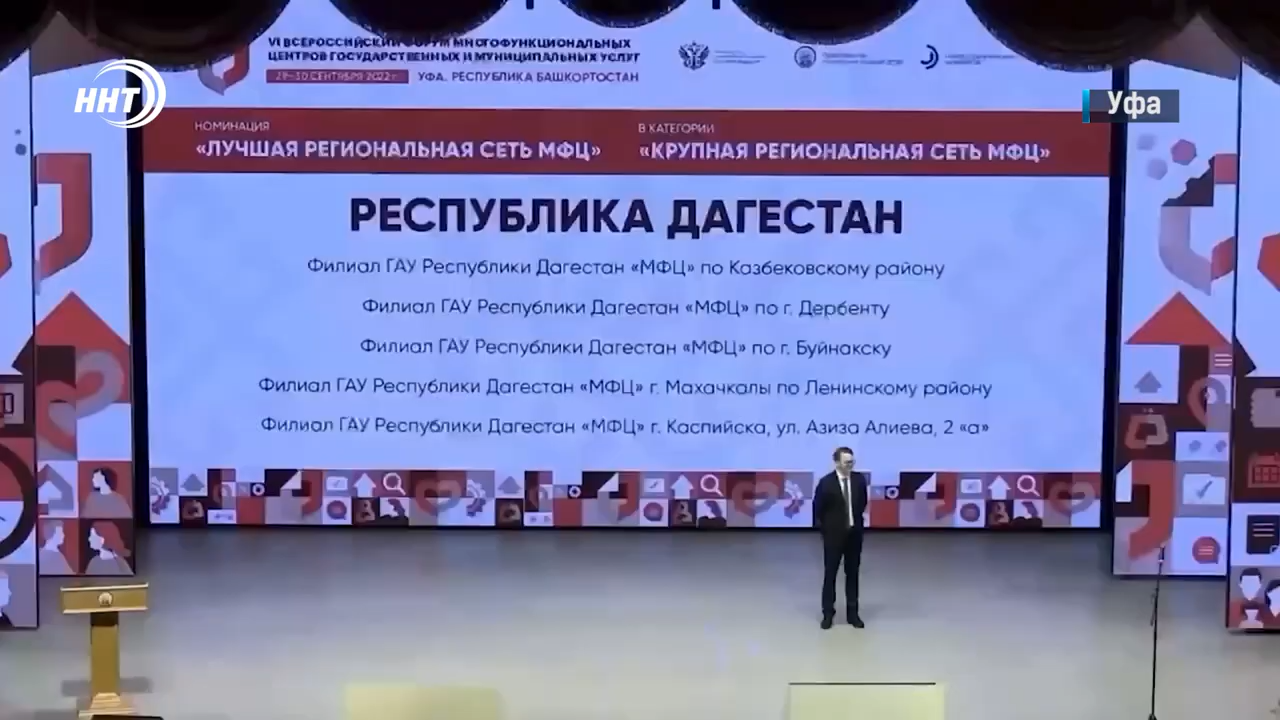 VI ВСЕРОССИЙСКИЙ ФОРУМ МНОГОФУНКЦИОНАЛЬНЫХ
ЦЕНТРОВ ГОСУДАРСТВЕННЫХ И МУНИЦИПАЛЬНЫХ УСЛУГ
29–30 СЕНТЯБРЯ 2022 г. УФА. РЕСПУБЛИКА БАШКОРТОСТАН
ННТ
Уфа
НОМИНАЦИЯ
«ЛУЧШАЯ РЕГИОНАЛЬНАЯ СЕТЬ МФЦ»
В КАТЕГОРИИ
«КРУПНАЯ РЕГИОНАЛЬНАЯ СЕТЬ МФЦ»
РЕСПУБЛИКА ДАГЕСТАН
Филиал ГАУ Республики Дагестан «МФЦ» по Казбековскому району
Филиал ГАУ Республики Дагестан «МФЦ» по г. Дербенту
Филиал ГАУ Республики Дагестан «МФЦ» по г. Буйнакску
Филиал ГАУ Республики Дагестан «МФЦ» г. Махачкалы по Ленинскому району
Филиал ГАУ Республики Дагестан «МФЦ» г. Каспийска, ул. Азиза Алиева, 2 «а»